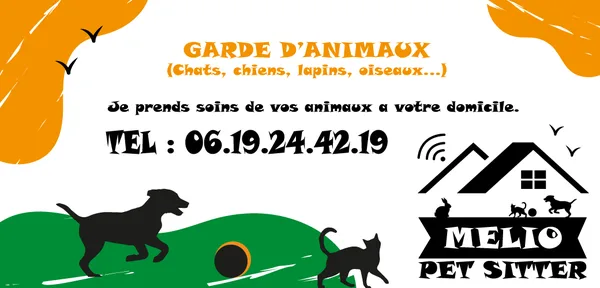 GARDE D'ANIMAUX
(Chats, chiens, lapins, oiseaux...)
Je prends soins de vos animaux a votre domicile.
TEL : 06.19.24.42.19
MELIO
PET SITTER